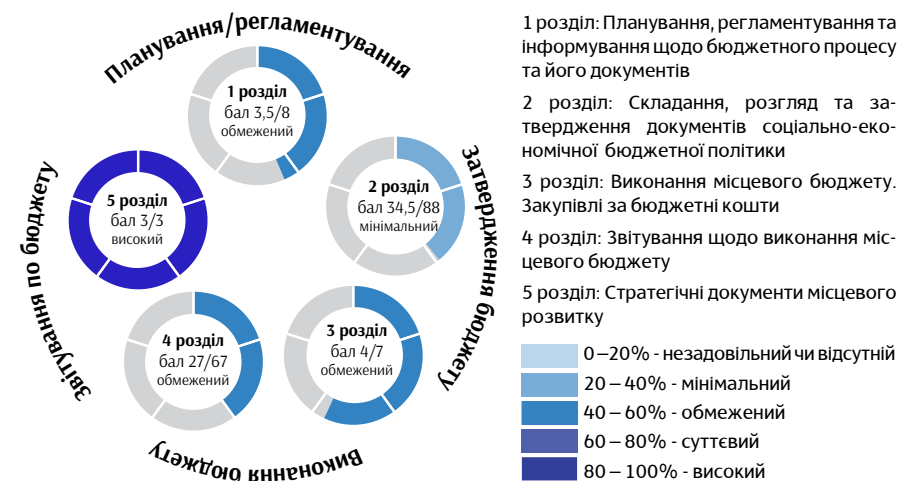 Планування/регламентування
1 розділ
бал 3,5/8
обмежений
Затвердження бюджету
2 розділ
бал 34,5/88
мінімальний
3 розділ
бал 4/7
обмежений
Виконання бюджету
4 розділ
бал 27/67
обмежений
Звітування по бюджету
5 розділ
бал 3/3
високий
1 розділ: Планування, регламентування та
інформування щодо бюджетного процесу
та його документів
2 розділ: Складання, розгляд та за-
твердження документів соціально-еко-
номічної бюджетної політики
3 розділ: Виконання місцевого бюджету.
Закупівлі за бюджетні кошти
4 розділ: Звітування щодо виконання міс-
цевого бюджету
5 розділ: Стратегічні документи місцевого
розвитку
0–20% - незадовільний чи відсутній
20 – 40% - мінімальний
40 – 60% - обмежений
60 – 80% - суттєвий
80 – 100% - високий